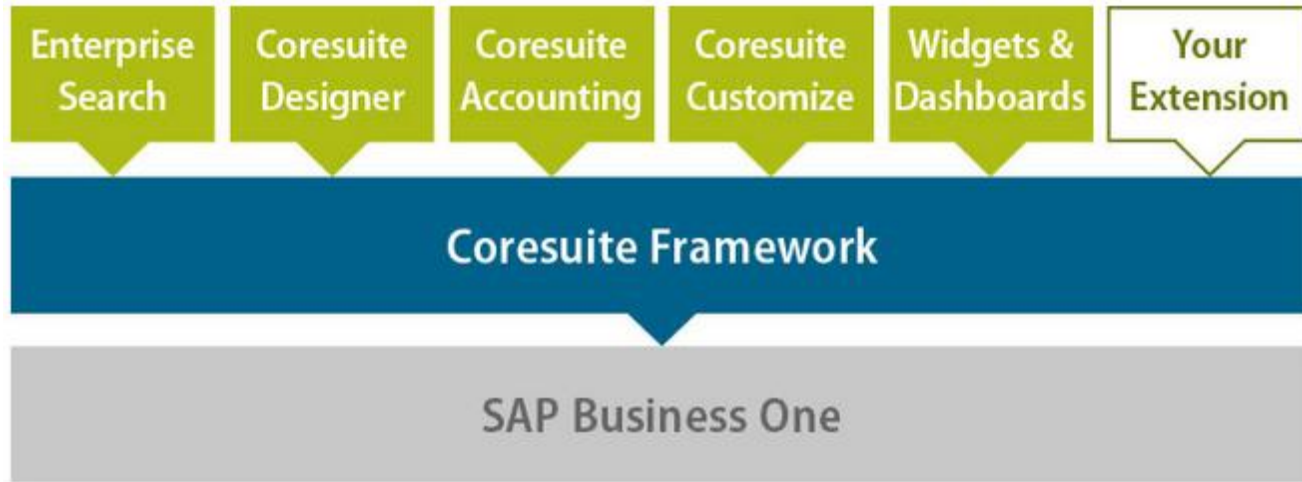 Enterprise
Search
Coresuite
Designer
Coresuite
Accounting
Coresuite
Customize
Widgets &
Dashboards
Your
Extension
Coresuite Framework
SAP Business One